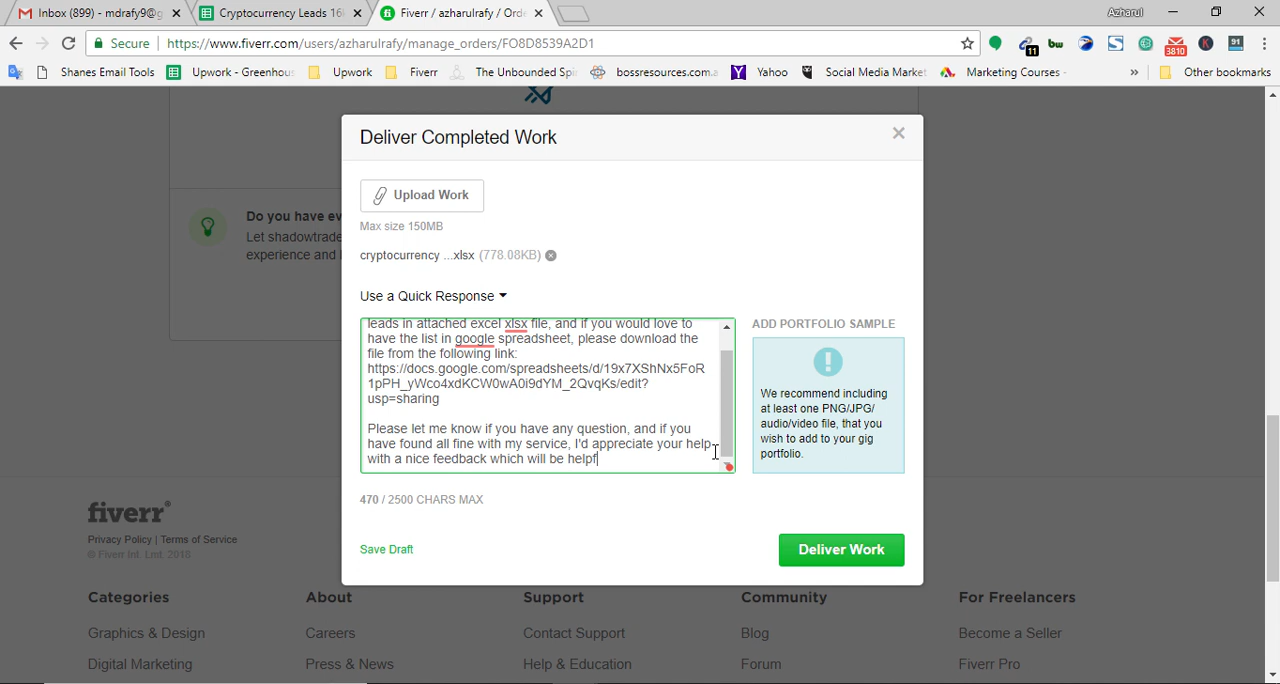 Inbox (899) - mdrafy9@g
Cryptocurrency Leads 16
Fiverr / azharulrafy / Orde
Azharul
Secure
https://www.fiverr.com/users/azharulrafy/manage_orders/FO8D8539A2D1
11
bw
3810
91
Shanes Email Tools
Upwork - greenhous
Upwork
Fiverr
The Unbounded Spi
bossresources.com.a
Yahoo
Social Media Market
Marketing Courses -
»
Other bookmarks
Deliver Completed Work
Upload Work
Max size 150MB
cryptocurrency ...xlsx (778.08KB)
Do you have ev
Let shadowtrade
experience and
Use a Quick Response
leads in attached excel xlsx file, and if you would love to
have the list in google spreadsheet, please download the
file from the following link:
https://docs.google.com/spreadsheets/d/19x7XShNx5FoR
1pPH_yWco4xdKCW0wA0i9dYM_2QvqKs/edit?
usp=sharing
Please let me know if you have any question, and if you
have found all fine with my service, I'd appreciate your help
with a nice feedback which will be helpf
ADD PORTFOLIO SAMPLE
We recommend including
at least one PNG/JPG/
audio/video file, that you
wish to add to your gig
portfolio.
470 / 2500 CHARS MAX
Save Draft
Deliver Work
fiverr®
Privacy Policy | Terms of Service
© Fiverr Int. Lmt. 2018
Categories
About
Support
Community
For Freelancers
Graphics & Design
Careers
Contact Support
Blog
Become a Seller
Digital Marketing
Press & News
Help & Education
Forum
Fiverr Pro